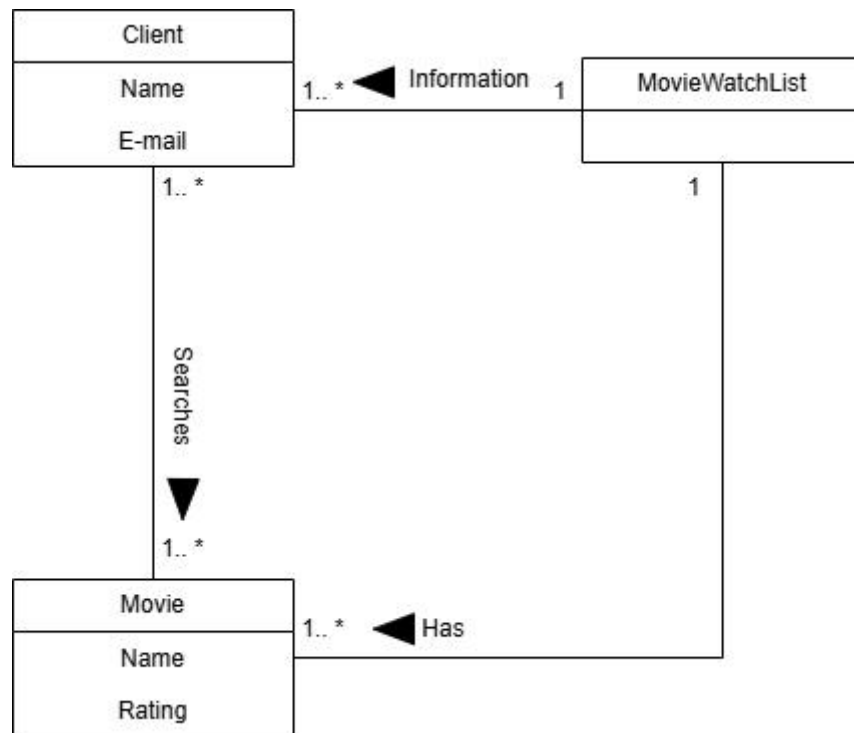 Client
Name
E-mail
1.. *
Information
1
MovieWatchList
1.. *
1
Searches
1.. *
Movie
Name
Rating
1.. *
Has